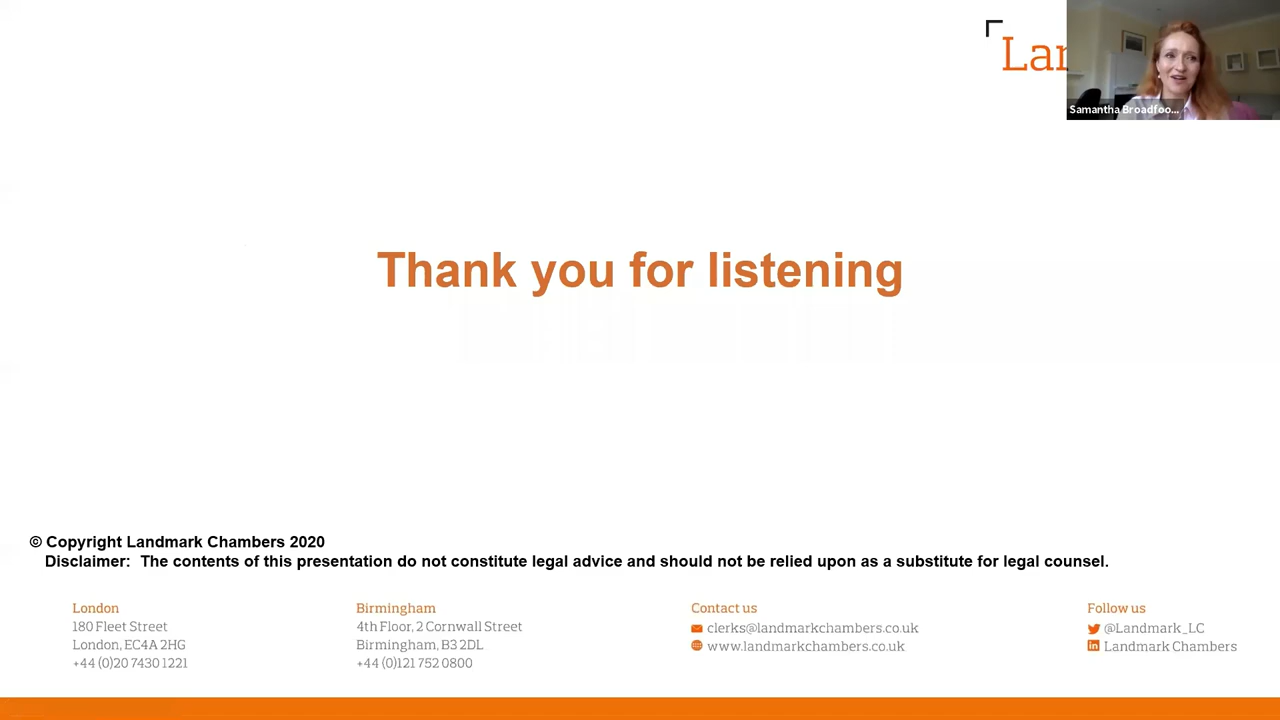 Lan
Samantha Broadfoo...
Thank you for listening
© Copyright Landmark Chambers 2020
Disclaimer: The contents of this presentation do not constitute legal advice and should not be relied upon as a substitute for legal counsel.
London
180 Fleet Street
London, EC4A 2HG
+44 (0)20 7430 1221
Birmingham
4th Floor, 2 Cornwall Street
Birmingham, B3 2DL
+44 (0)121 752 0800
Contact us
clerks@landmarkchambers.co.uk
www.landmarkchambers.co.uk
Follow us
@Landmark_LC
Landmark Chambers